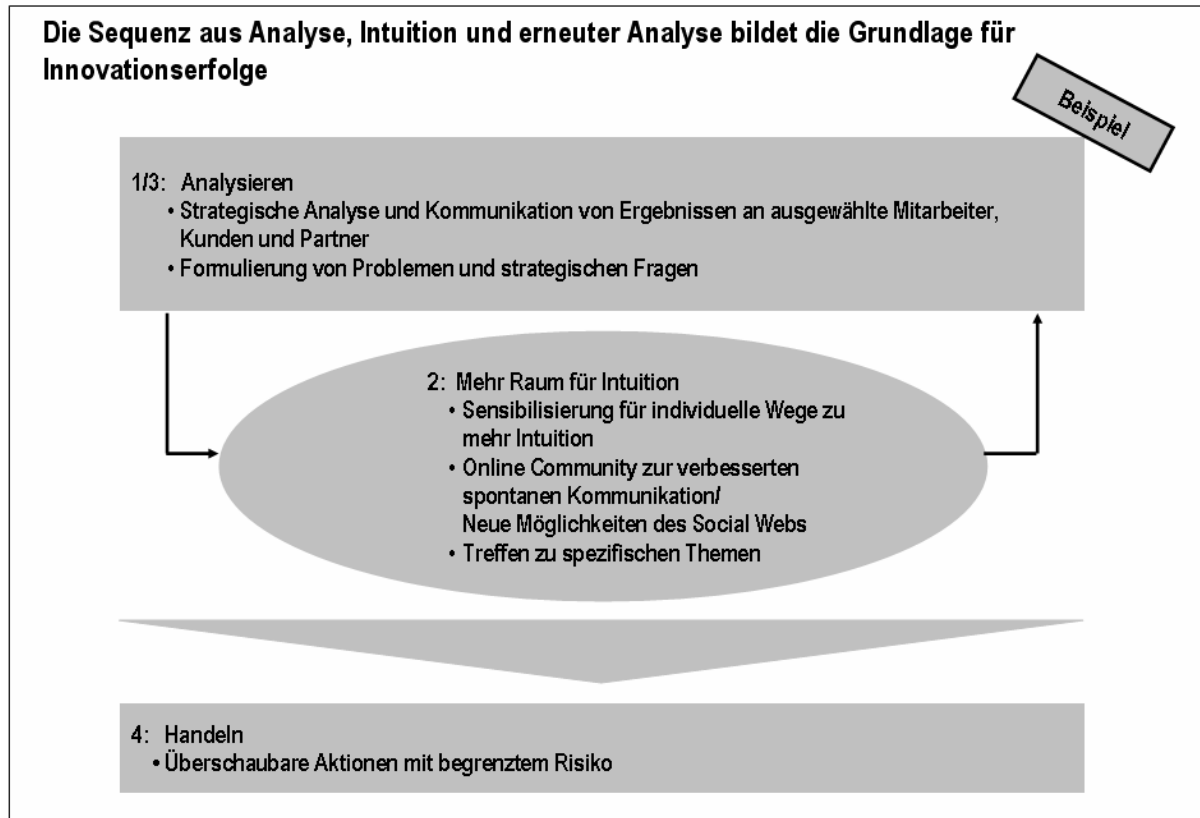 Die Sequenz aus Analyse, Intuition und erneuter Analyse bildet die Grundlage für
Innovationserfolge
Beispiel
1/3: Analysieren
• Strategische Analyse und Kommunikation von Ergebnissen an ausgewählte Mitarbeiter,
Kunden und Partner
• Formulierung von Problemen und strategischen Fragen
2: Mehr Raum für Intuition
• Sensibilisierung für individuelle Wege zu
mehr Intuition
• Online Community zur verbesserten
spontanen Kommunikation/
Neue Möglichkeiten des Social Webs
• Treffen zu spezifischen Themen
4: Handeln
• Überschaubare Aktionen mit begrenztem Risiko